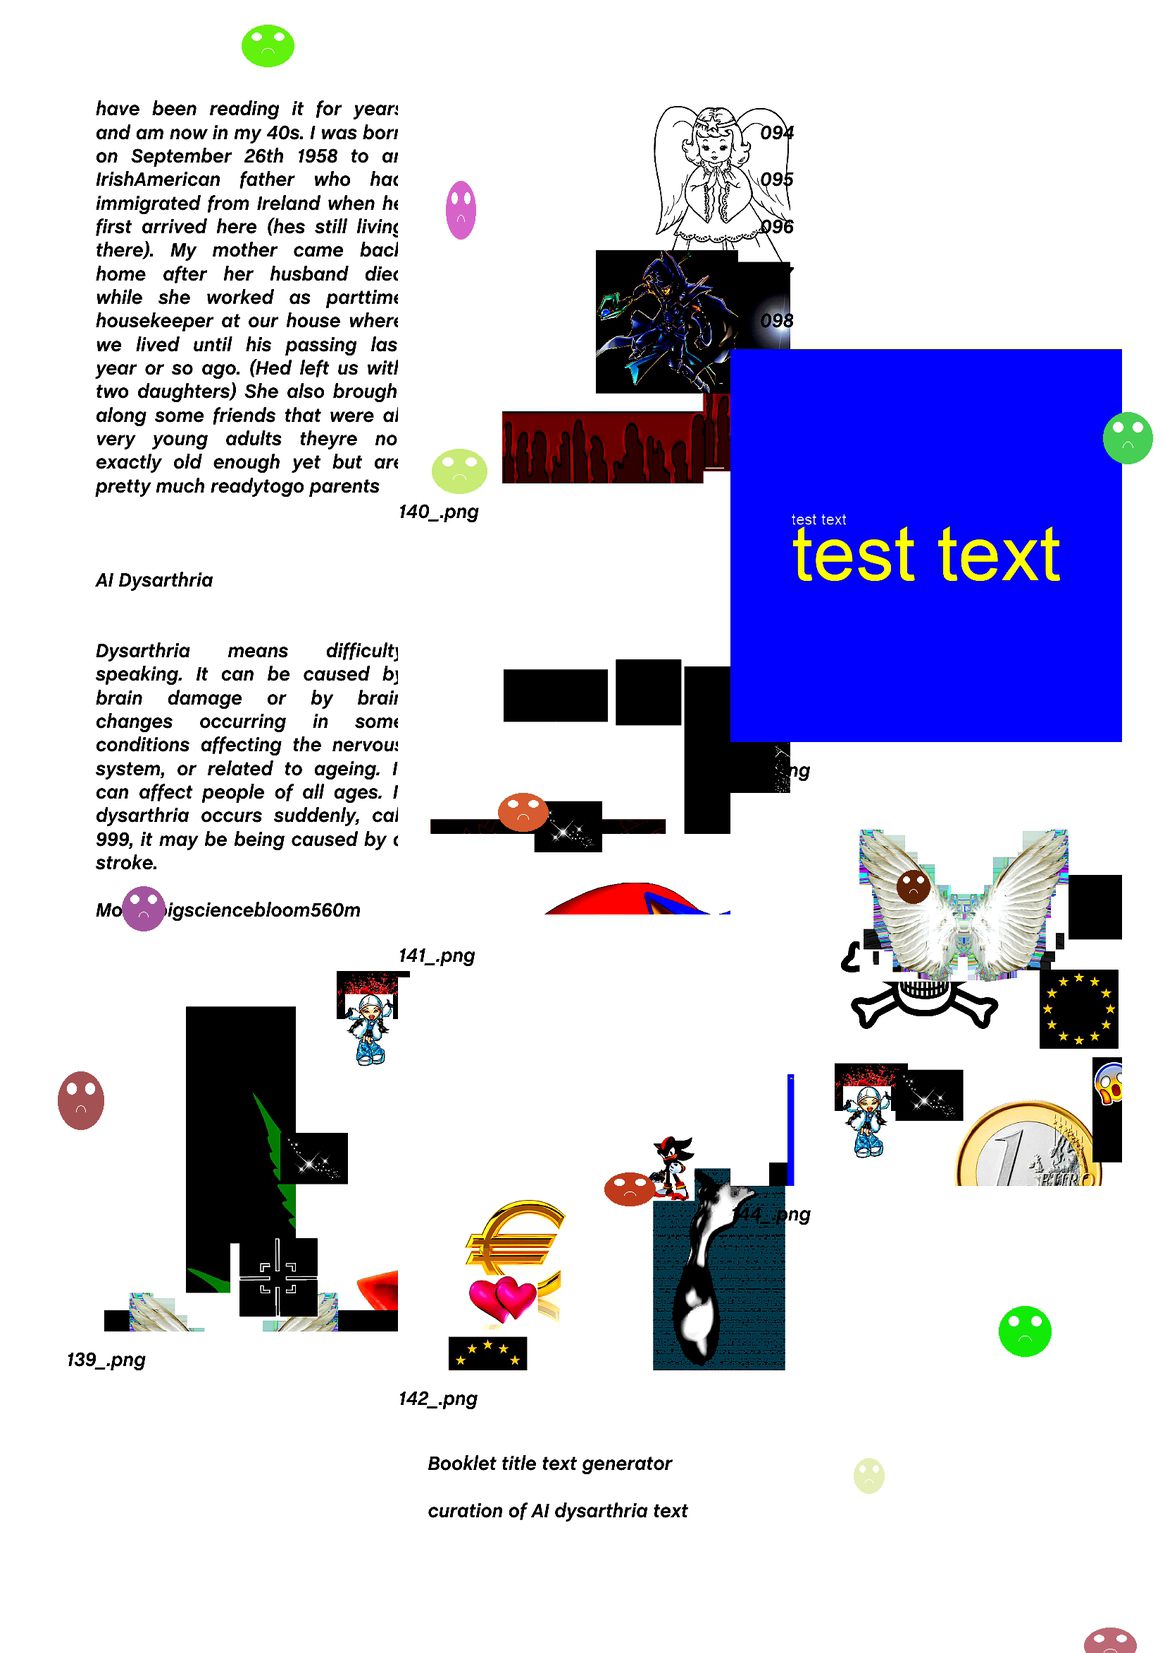 have been reading it for years
and am now in my 40s. I was born
on September 26th 1958 to an
IrishAmerican father who had
immigrated from Ireland when he
first arrived here (hes still living
there). My mother came back
home after her husband died
while she worked as parttime
housekeeper at our house where
we lived until his passing las
year or so ago. (Hed left us with
two daughters) She also brough
along some friends that were al
very young adults theyre no
exactly old enough yet but are
pretty much readytogo parents
AI Dysarthria
Dysarthria means difficulty
speaking. It can be caused by
brain damage or by brain
changes occurring in some
conditions affecting the nervous
system, or related to ageing. I
can affect people of all ages. I
dysarthria occurs suddenly, cal
999, it may be being caused by a
stroke.
Mo igsciencebloom560m
139_.png
140_.png
141_.png
142_.png
Booklet title text generator
curation of AI dysarthria text
094
095
096
098
test text
test text
ng
1
EURO
144_.png